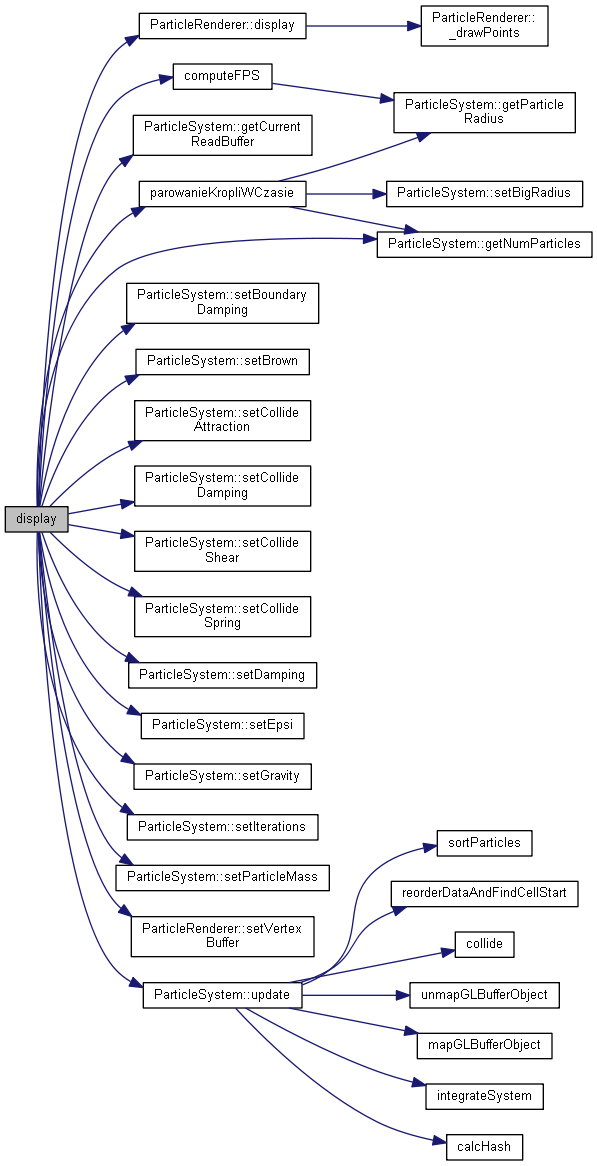 ParticleRenderer::display
ParticleRenderer::
_drawPoints
computeFPS
ParticleSystem::getParticle
Radius
ParticleSystem::getCurrent
ReadBuffer
parowanieKropliWCzasie
ParticleSystem::setBigRadius
ParticleSystem::getNumParticles
ParticleSystem::setBoundary
Damping
ParticleSystem::setBrown
ParticleSystem::setCollide
Attraction
ParticleSystem::setCollide
Damping
display
ParticleSystem::setCollide
Shear
ParticleSystem::setCollide
Spring
ParticleSystem::setDamping
ParticleSystem::setEpsi
ParticleSystem::setGravity
ParticleSystem::setIterations
ParticleSystem::setParticleMass
ParticleRenderer::setVertex
Buffer
ParticleSystem::update
sortParticles
reorderDataAndFindCellStart
collide
unmapGLBufferObject
mapGLBufferObject
integrateSystem
calcHash